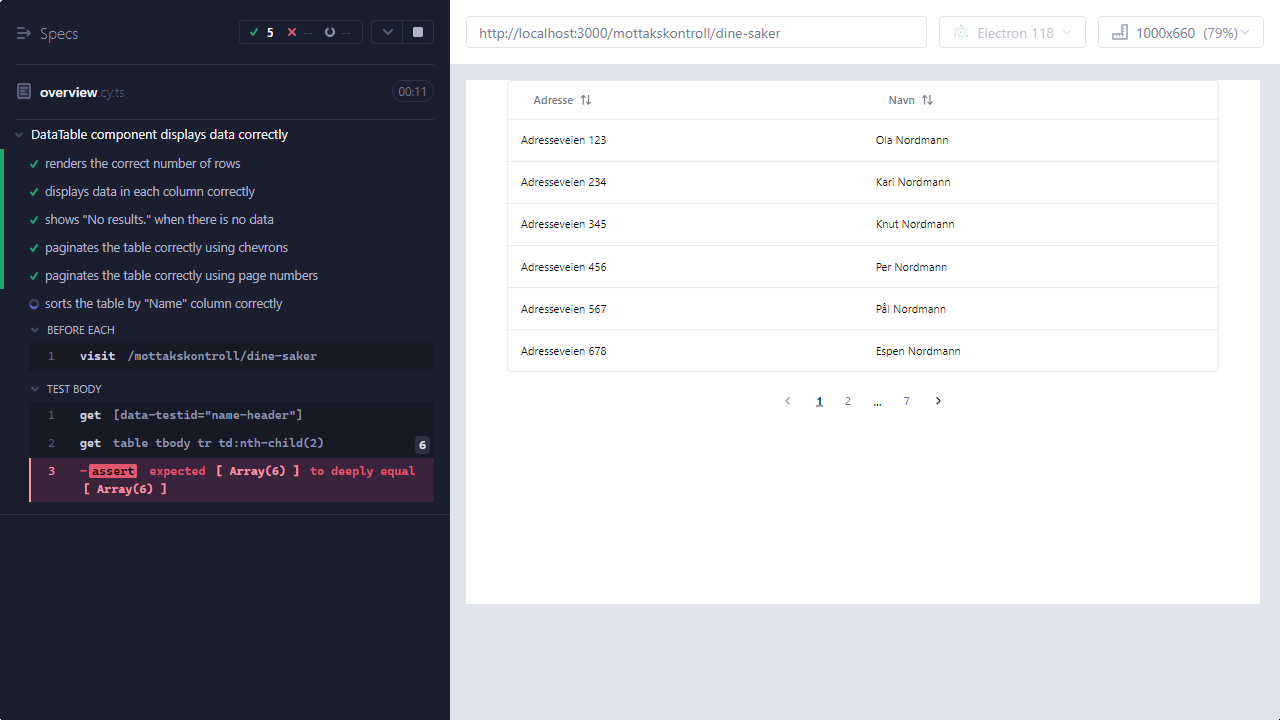 Specs
5
--
--
overview.cy.ts
00:11
DataTable component displays data correctly
renders the correct number of rows
displays data in each column correctly
shows "No results." when there is no data
paginates the table correctly using chevrons
paginates the table correctly using page numbers
sorts the table by "Name" column correctly
BEFORE EACH
1 visit /mottakskontroll/dine-saker
TEST BODY
1 get [data-testid="name-header"]
2 get table tbody tr td:nth-child(2) 6
3 -assert expected [ Array(6) ] to deeply equal
[ Array(6) ]
http://localhost:3000/mottakskontroll/dine-saker
Electron 118
1000x660 (79%)
Adresse Navn
Adresseveien 123 Ola Nordmann
Adresseveien 234 Kari Nordmann
Adresseveien 345 Knut Nordmann
Adresseveien 456 Per Nordmann
Adresseveien 567 Pål Nordmann
Adresseveien 678 Espen Nordmann
1 2 ... 7